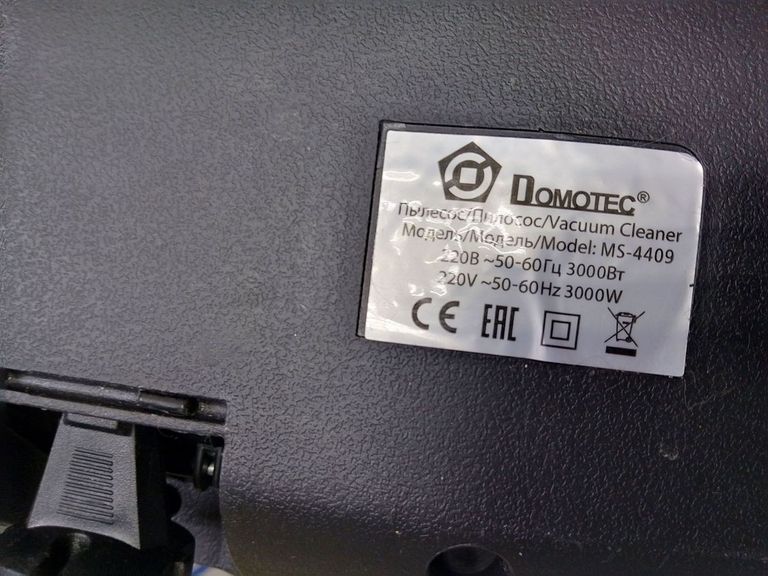 DOMOTEC®
Пылесос/Пилосос/Vacuum Cleaner
Модель/Модель/Model: MS-4409
220В ~50-60Гц 3000Вт
220V ~50-60Hz 3000W
CE EAC